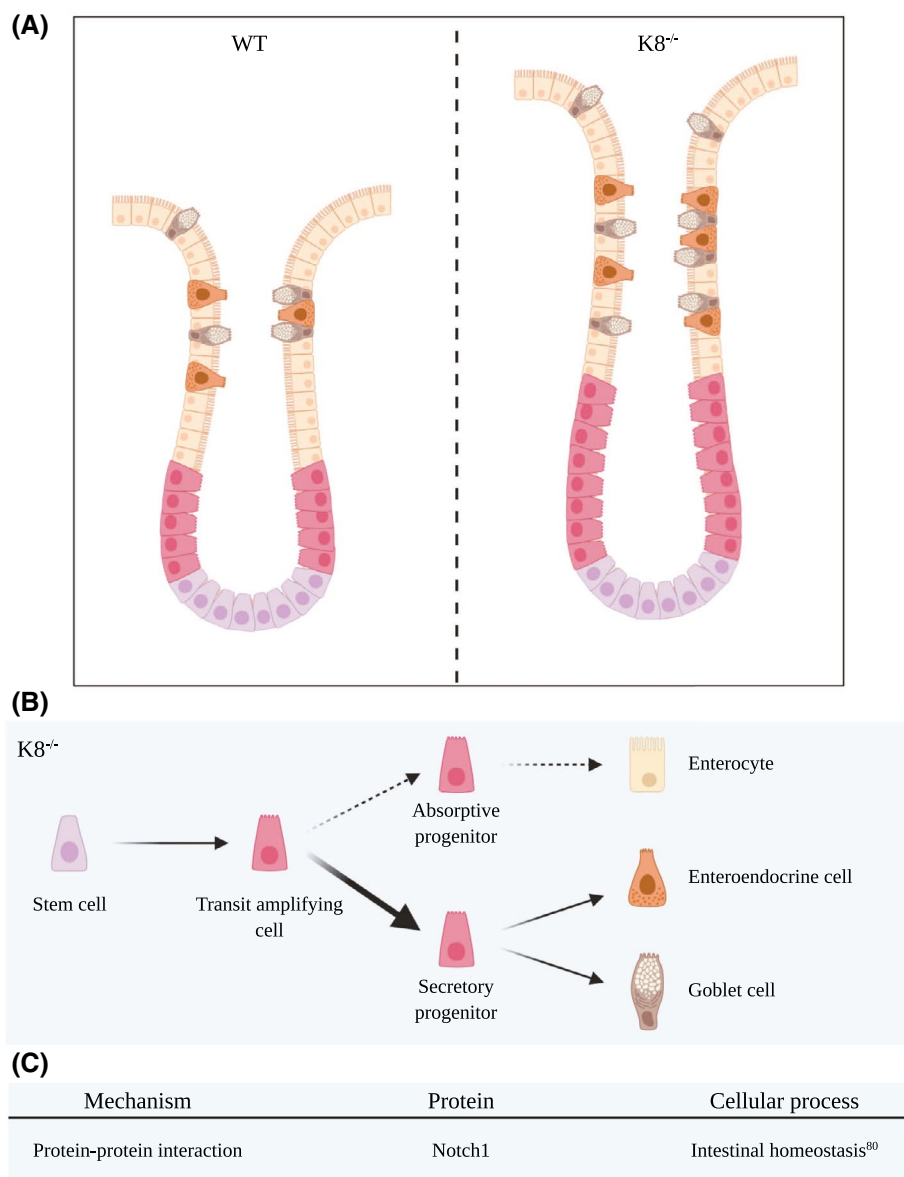 (A)
WT
K8-/-
(B)
K8-/-
Stem cell
Transit amplifying
cell
Absorptive
progenitor
Secretory
progenitor
Enterocyte
Enteroendocrine cell
Goblet cell
(C)
Mechanism Protein Cellular process
Protein-protein interaction Notch1 Intestinal homeostasis80